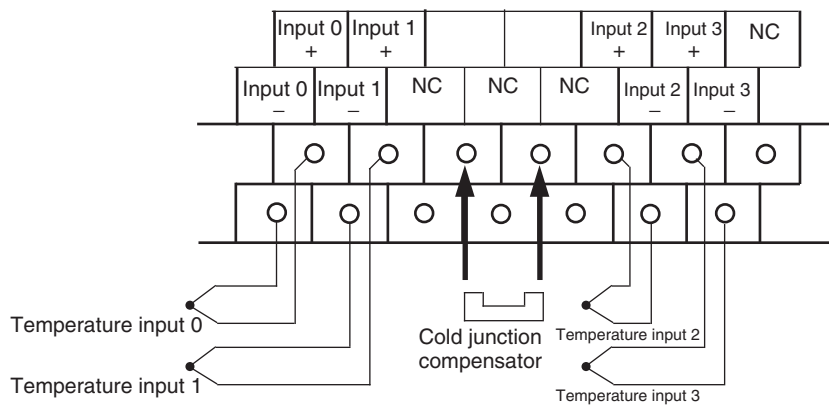 Input 0
+
Input 1
+
Input 2
+
Input 3
+
NC
Input 0
−
Input 1
−
NC
NC
NC
Input 2
−
Input 3
−
Temperature input 0
Temperature input 1
Cold junction
compensator
Temperature input 2
Temperature input 3